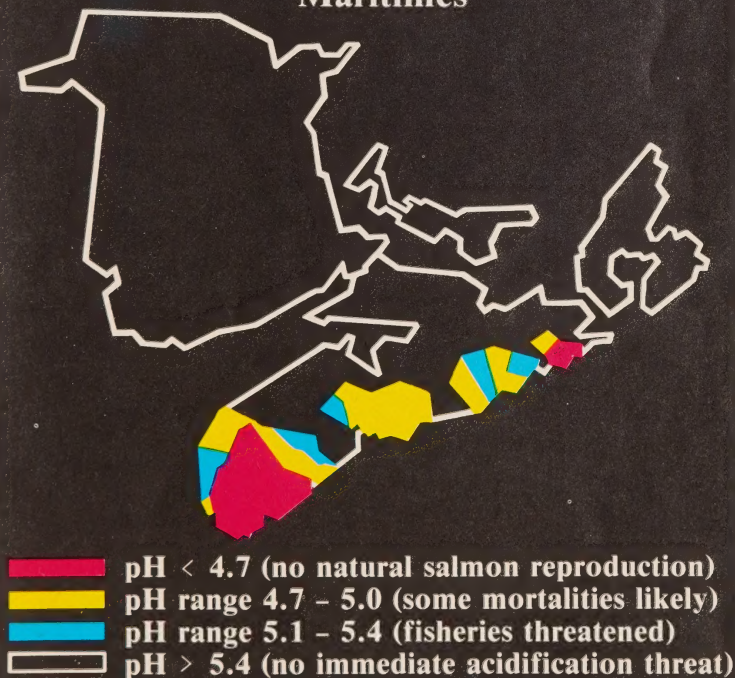 Maritimes
pH < 4.7 (no natural salmon reproduction)
pH range 4.7 – 5.0 (some mortalities likely)
pH range 5.1 – 5.4 (fisheries threatened)
pH > 5.4 (no immediate acidification threat)